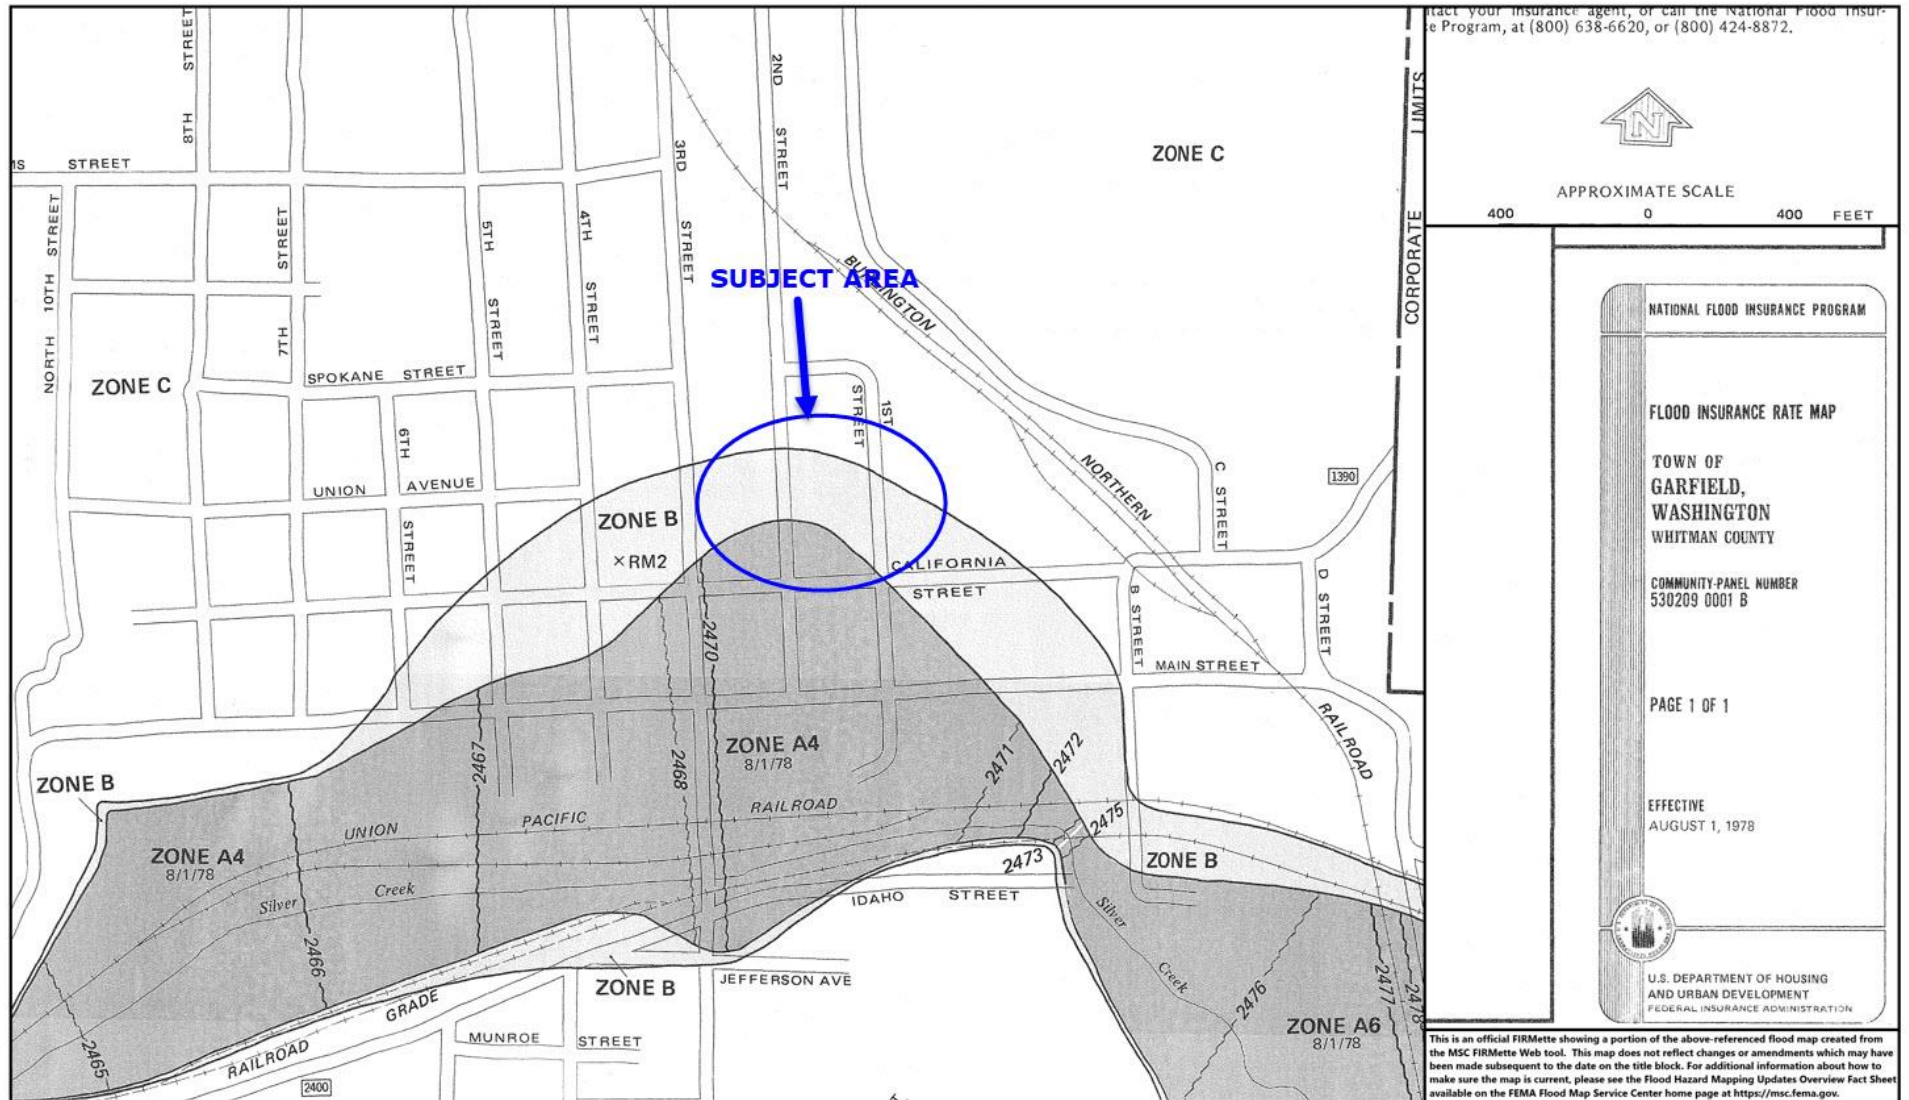 tact your insurance agent, or call the National Flood Insur-
e Program, at (800) 638-6620, or (800) 424-8872.
N
APPROXIMATE SCALE
400 0 400 FEET
NATIONAL FLOOD INSURANCE PROGRAM
FLOOD INSURANCE RATE MAP
TOWN OF
GARFIELD,
WASHINGTON
WHITMAN COUNTY
COMMUNITY-PANEL NUMBER
530209 0001 B
PAGE 1 OF 1
EFFECTIVE
AUGUST 1, 1978
U.S. DEPARTMENT OF HOUSING
AND URBAN DEVELOPMENT
FEDERAL INSURANCE ADMINISTRATION
This is an official FIRMette showing a portion of the above-referenced flood map created from
the MSC FIRMette Web tool. This map does not reflect changes or amendments which may have
been made subsequent to the date on the title block. For additional information about how to
make sure the map is current, please see the Flood Hazard Mapping Updates Overview Fact Sheet
available on the FEMA Flood Map Service Center home page at https://msc.fema.gov.
8TH STREET
2ND STREET
MS STREET
3RD STREET
ZONE C
CORPORATE LIMITS
NORTH 10TH STREET
7TH STREET
5TH STREET
4TH STREET
SUBJECT AREA
BURLINGTON
NORTHERN
RAILROAD
ZONE C
SPOKANE STREET
1ST STREET
6TH STREET
UNION AVENUE
ZONE B
RM2
C STREET
1390
CALIFORNIA
STREET
B STREET
D STREET
MAIN STREET
2470
2467
2468
ZONE A4
8/1/78
2471
2472
ZONE B
UNION PACIFIC RAILROAD
2475
2473
ZONE B
ZONE A4
8/1/78
Silver Creek
IDAHO STREET
Silver Creek
2466
ZONE B
JEFFERSON AVE
2476
2477
2478
ZONE A6
8/1/78
2465
RAILROAD GRADE
MUNROE STREET
2400